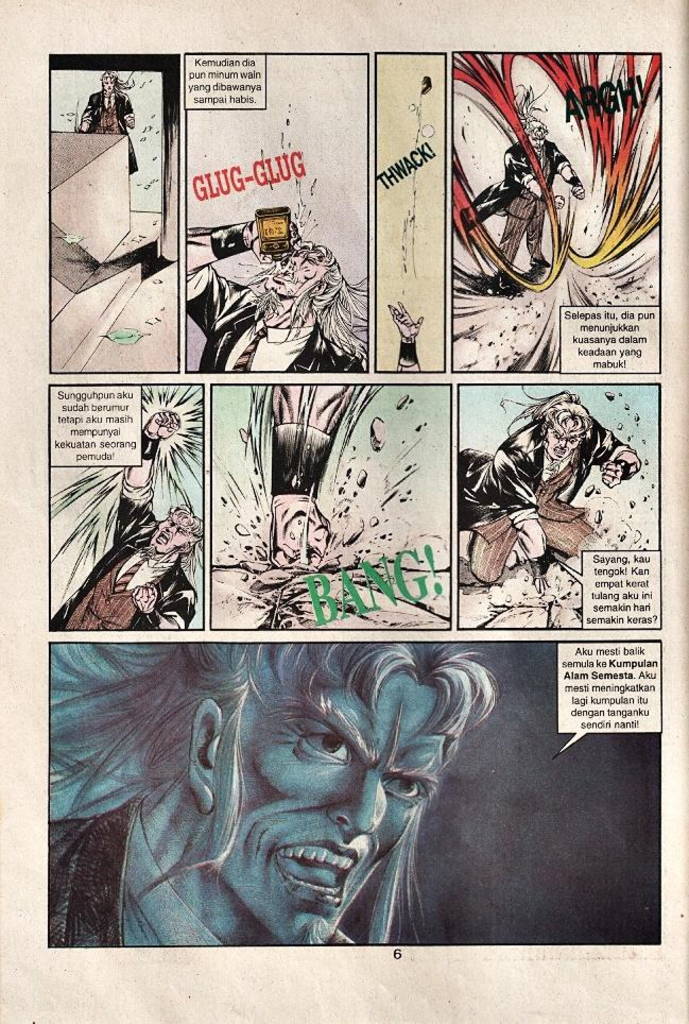 Kemudian dia
pun minum wain
yang dibawanya
sampai habis.
GLUG-GLUG
THWACK!
ARGH!
Selepas itu, dia pun
menunjukkan
kuasanya dalam
keadaan yang
mabuk!
Sungguhpun aku
sudah berumur
tetapi aku masih
mempunyai
kekuatan seorang
pemuda!
BANG!
Sayang, kau
tengok! Kan
empat kerat
tulang aku ini
semakin hari
semakin keras?
Aku mesti balik
semula ke Kumpulan
Alam Semesta. Aku
mesti meningkatkan
lagi kumpulan itu
dengan tanganku
sendiri nanti!
6